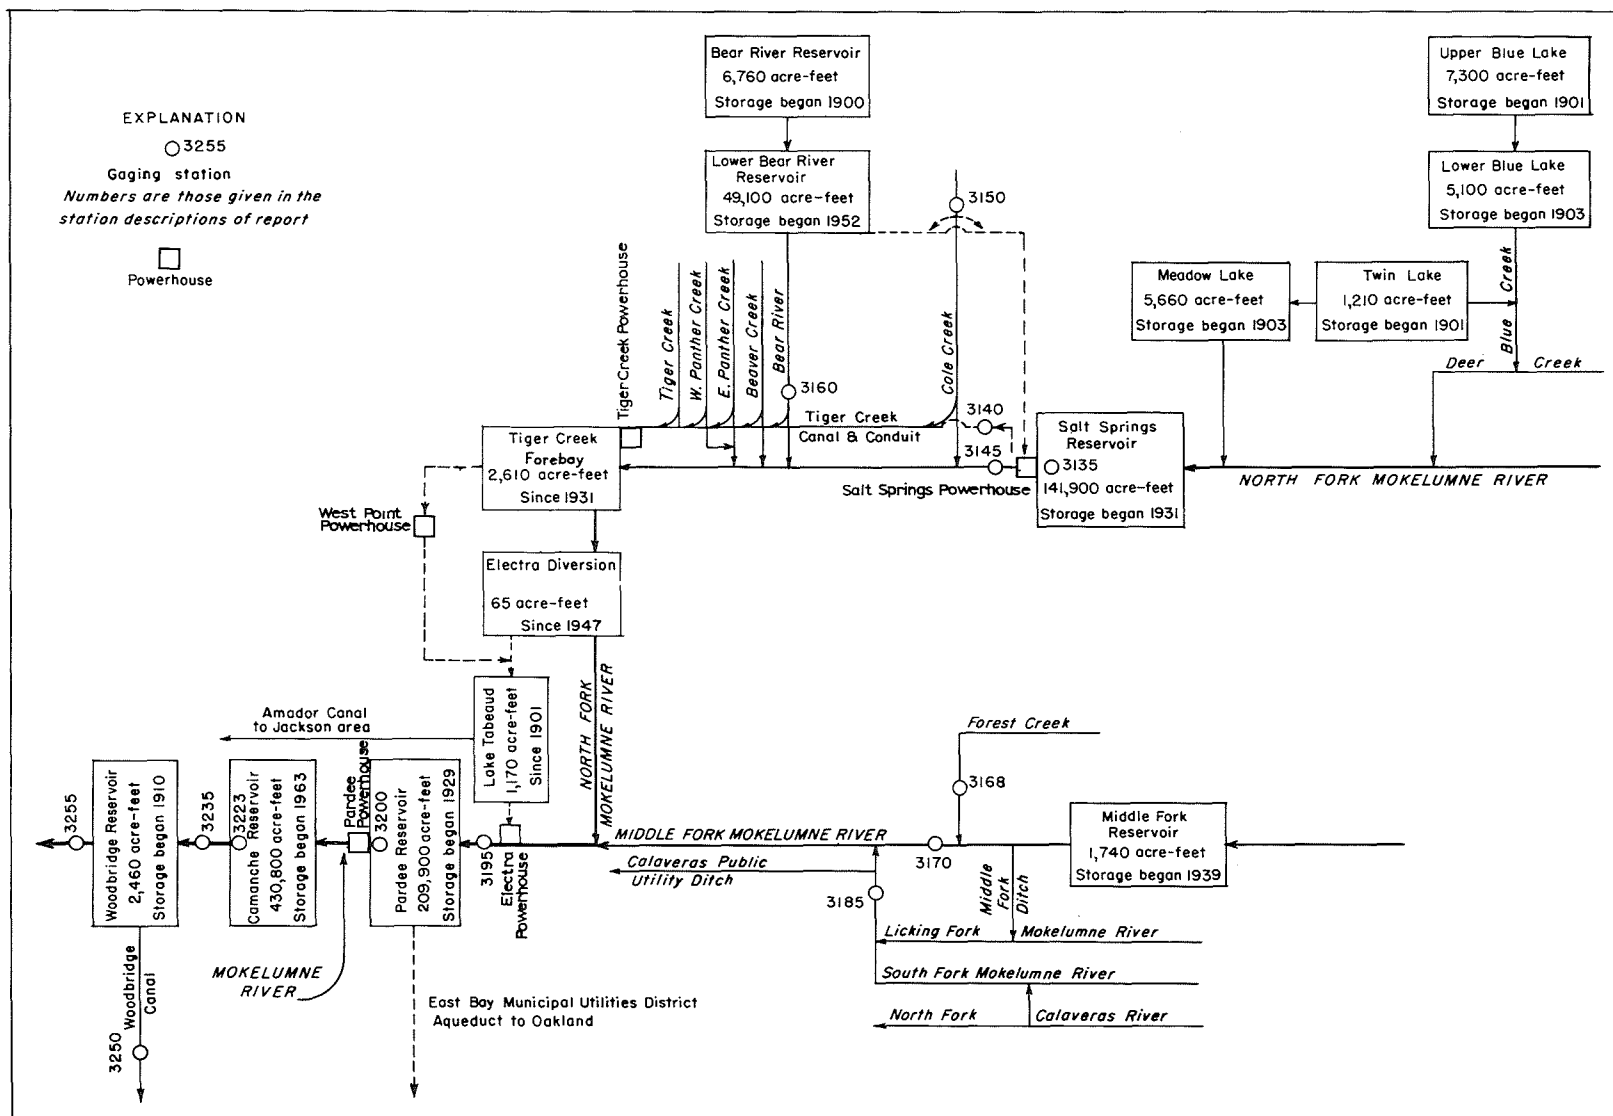 EXPLANATION
3255
Gaging station
Numbers are those given in the
station descriptions of report
Powerhouse
Bear River Reservoir
6,760 acre-feet
Storage began 1900
Lower Bear River
Reservoir
49,100 acre-feet
Storage began 1952
Upper Blue Lake
7,300 acre-feet
Storage began 1901
Lower Blue Lake
5,100 acre-feet
Storage began 1903
Meadow Lake
5,660 acre-feet
Storage began 1903
Twin Lake
1,210 acre-feet
Storage began 1901
Blue Creek
Deer Creek
3150
Tiger Creek Powerhouse
Tiger Creek
W. Panther Creek
E. Panther Creek
Beaver Creek
Bear River
Cole Creek
3160
Tiger Creek
Canal & Conduit
3140
3145
Salt Springs Powerhouse
Salt Springs
Reservoir
3135
141,900 acre-feet
Storage began 1931
NORTH FORK MOKELUMNE RIVER
Tiger Creek
Forebay
2,610 acre-feet
Since 1931
West Point
Powerhouse
Electra Diversion
65 acre-feet
Since 1947
NORTH FORK
MOKELUMNE RIVER
Amador Canal
to Jackson area
Lake Tabeaud
1,170 acre-feet
Since 1901
Forest Creek
3168
Middle Fork
Reservoir
1,740 acre-feet
Storage began 1939
MIDDLE FORK MOKELUMNE RIVER
3170
Calaveras Public
Utility Ditch
Middle
Fork
Ditch
3185
Licking Fork Mokelumne River
South Fork Mokelumne River
North Fork Calaveras River
3255
Woodbridge Reservoir
2,460 acre-feet
Storage began 1910
3235
3223
Camanche Reservoir
430,800 acre-feet
Storage began 1963
Pardee
Powerhouse
3200
Pardee Reservoir
209,900 acre-feet
Storage began 1929
3195
Electra
Powerhouse
MOKELUMNE
RIVER
Woodbridge
Canal
3250
East Bay Municipal Utilities District
Aqueduct to Oakland